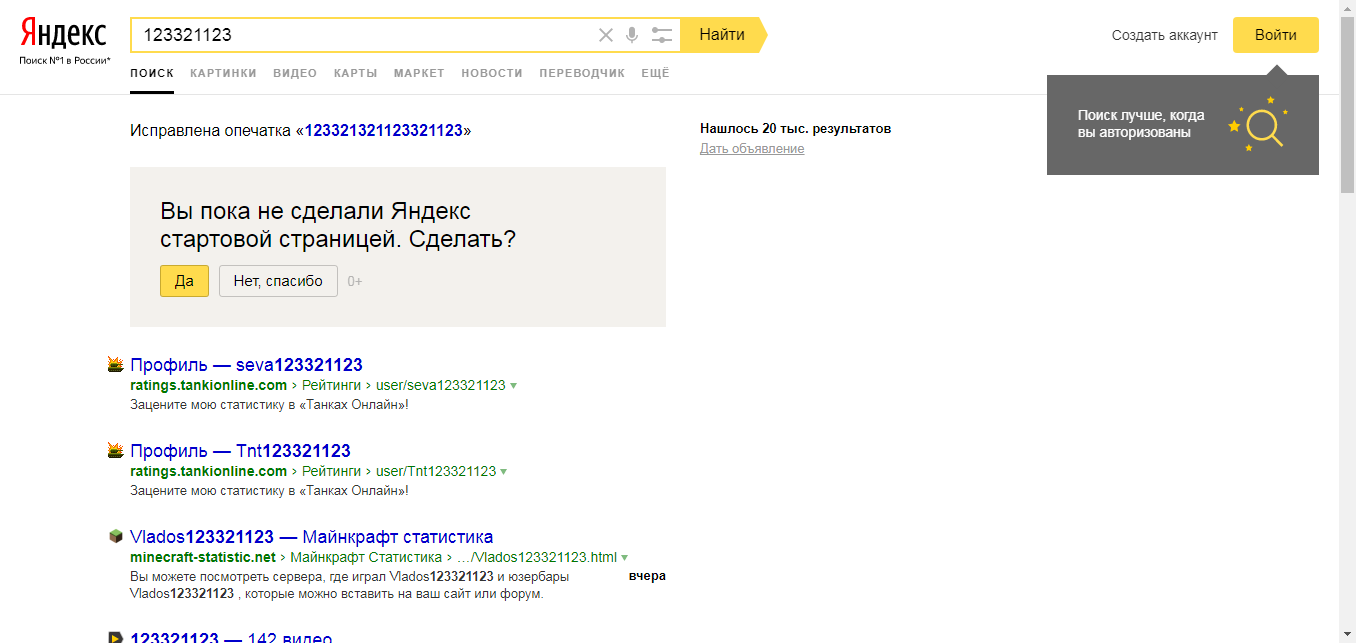 Яндекс
Поиск №1 в России*
123321123
Найти
Создать аккаунт
Войти
ПОИСК КАРТИНКИ ВИДЕО КАРТЫ МАРКЕТ НОВОСТИ ПЕРЕВОДЧИК ЕЩЁ
Поиск лучше, когда
вы авторизованы
Исправлена опечатка «123321321123321123»
Нашлось 20 тыс. результатов
Дать объявление
Вы пока не сделали Яндекс
стартовой страницей. Сделать?
Да
Нет, спасибо
0+
Профиль — seva123321123
ratings.tankionline.com › Рейтинги › user/seva123321123
Зацените мою статистику в «Танках Онлайн»!
Профиль — Tnt123321123
ratings.tankionline.com › Рейтинги › user/Tnt123321123
Зацените мою статистику в «Танках Онлайн»!
Vlados123321123 — Майнкрафт статистика
minecraft-statistic.net › Майнкрафт Статистика › …/Vlados123321123.html
Вы можете посмотреть сервера, где играл Vlados123321123 и юзербары
вчера
Vlados123321123 , которые можно вставить на ваш сайт или форум.
123321123 — 142 видео